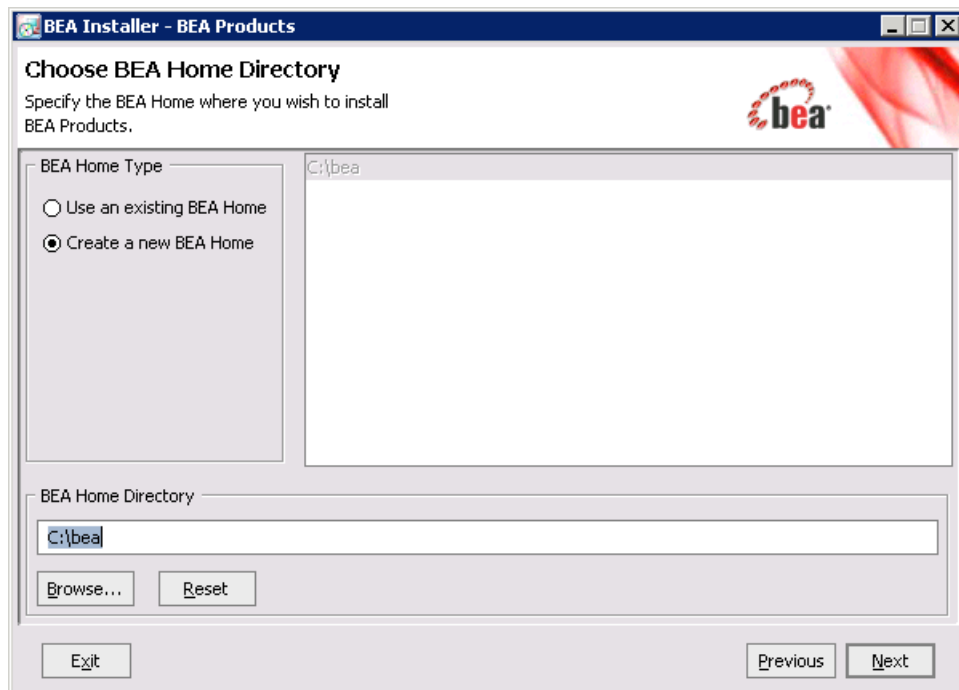 BEA Installer - BEA Products
Choose BEA Home Directory
Specify the BEA Home where you wish to install
BEA Products.
bea
BEA Home Type
Use an existing BEA Home
Create a new BEA Home
C:\bea
BEA Home Directory
C:\bea
Browse...
Reset
Exit
Previous
Next